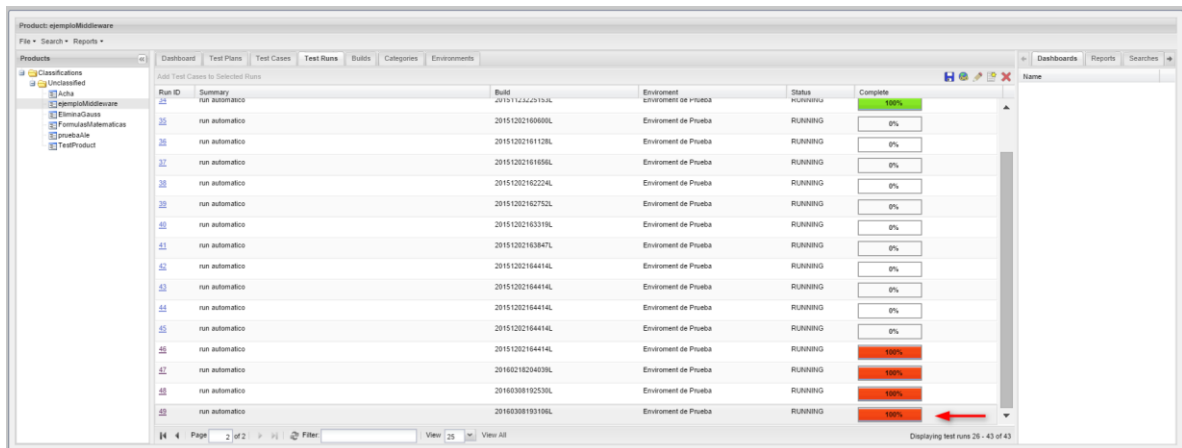 Product: ejemploMiddleware
File Search Reports
Products
Classifications
Unclassified
Acha
ejemploMiddleware
EliminaGauss
FormulasMatematicas
pruebaAle
TestProduct
Dashboard Test Plans Test Cases Test Runs Builds Categories Environments
Add Test Cases to Selected Runs
Run ID Summary Build Enviroment Status Complete
34 run automatico 20151123225153L Enviroment de Prueba RUNNING 100%
35 run automatico 20151202160600L Enviroment de Prueba RUNNING 0%
36 run automatico 20151202161128L Enviroment de Prueba RUNNING 0%
37 run automatico 20151202161656L Enviroment de Prueba RUNNING 0%
38 run automatico 20151202162224L Enviroment de Prueba RUNNING 0%
39 run automatico 20151202162752L Enviroment de Prueba RUNNING 0%
40 run automatico 20151202163319L Enviroment de Prueba RUNNING 0%
41 run automatico 20151202163847L Enviroment de Prueba RUNNING 0%
42 run automatico 20151202164414L Enviroment de Prueba RUNNING 0%
43 run automatico 20151202164414L Enviroment de Prueba RUNNING 0%
44 run automatico 20151202164414L Enviroment de Prueba RUNNING 0%
45 run automatico 20151202164414L Enviroment de Prueba RUNNING 0%
46 run automatico 20151202164414L Enviroment de Prueba RUNNING 100%
47 run automatico 20160218204039L Enviroment de Prueba RUNNING 100%
48 run automatico 20160308192530L Enviroment de Prueba RUNNING 100%
49 run automatico 20160308193106L Enviroment de Prueba RUNNING 100%
Page 2 of 2 Filter: View 25 View All Displaying test runs 26 - 43 of 43
Dashboards Reports Searches
Name